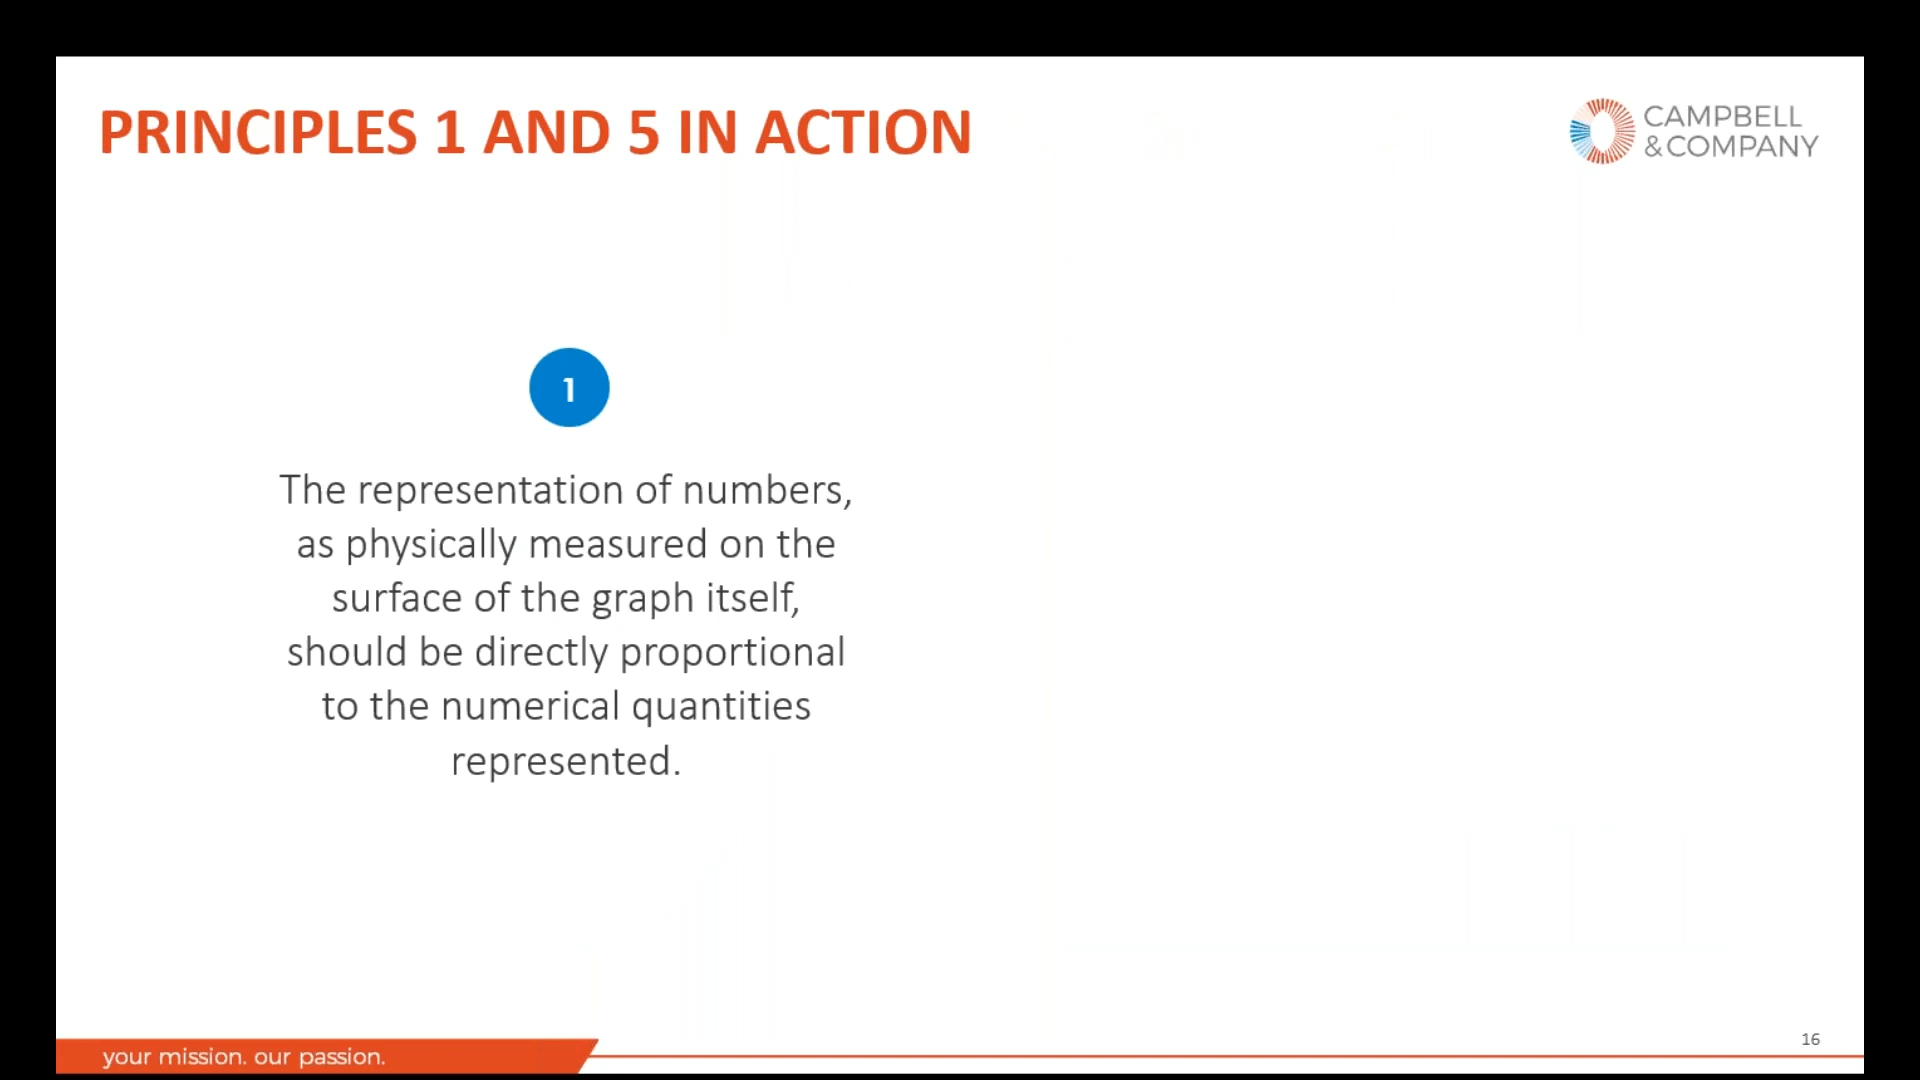 PRINCIPLES 1 AND 5 IN ACTION
CAMPBELL
& COMPANY
1
The representation of numbers,
as physically measured on the
surface of the graph itself,
should be directly proportional
to the numerical quantities
represented.
16
your mission. our passion.